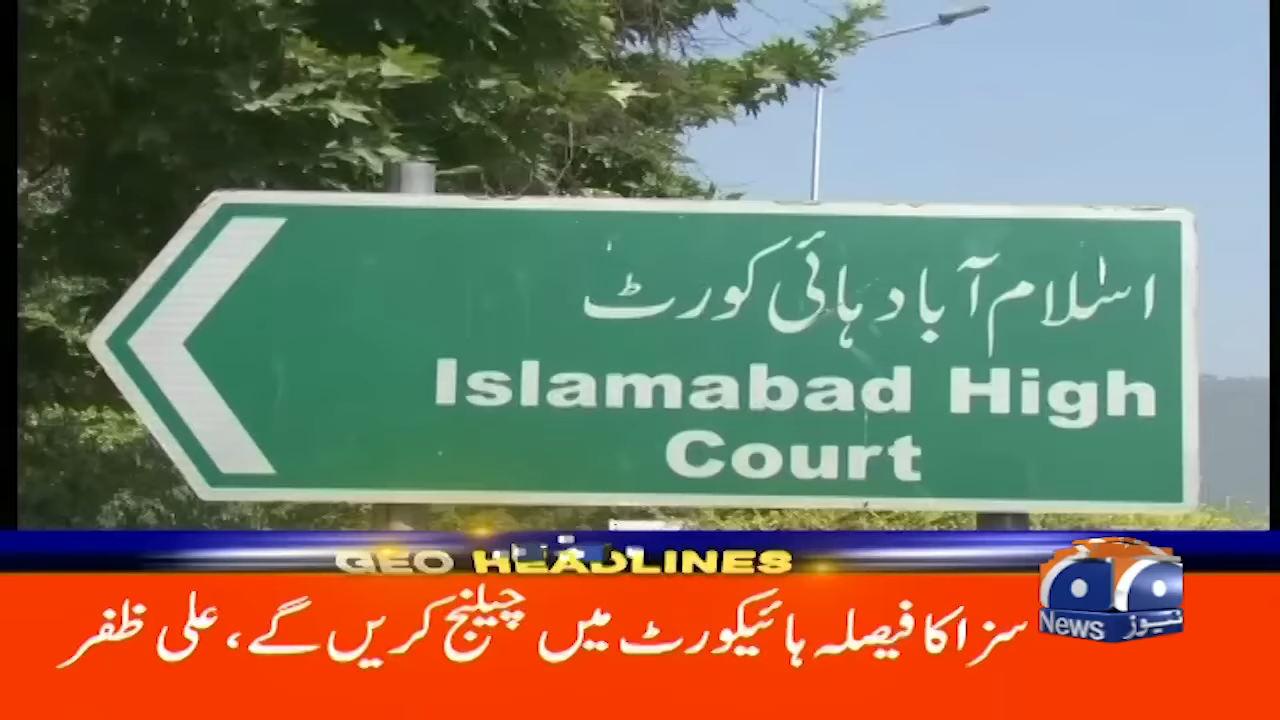 اسلام آباد ہائی کورٹ
Islamabad High
Court
GEO HEADLINES
سزا کا فیصلہ ہائیکورٹ میں چیلنج کریں گے، علی ظفر
News نیوز